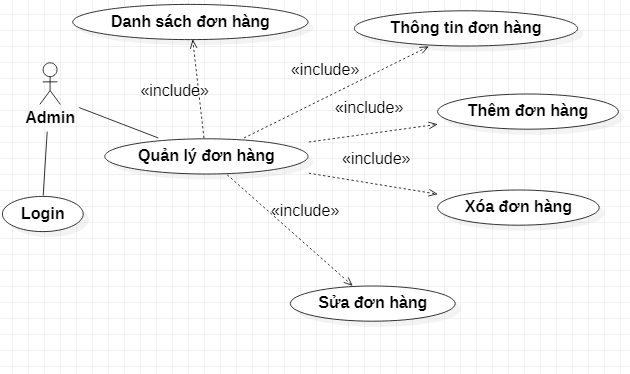 Danh sách đơn hàng
Thông tin đơn hàng
«include»
«include»
«include»
Thêm đơn hàng
Admin
Quản lý đơn hàng
«include»
Login
«include»
Xóa đơn hàng
Sửa đơn hàng